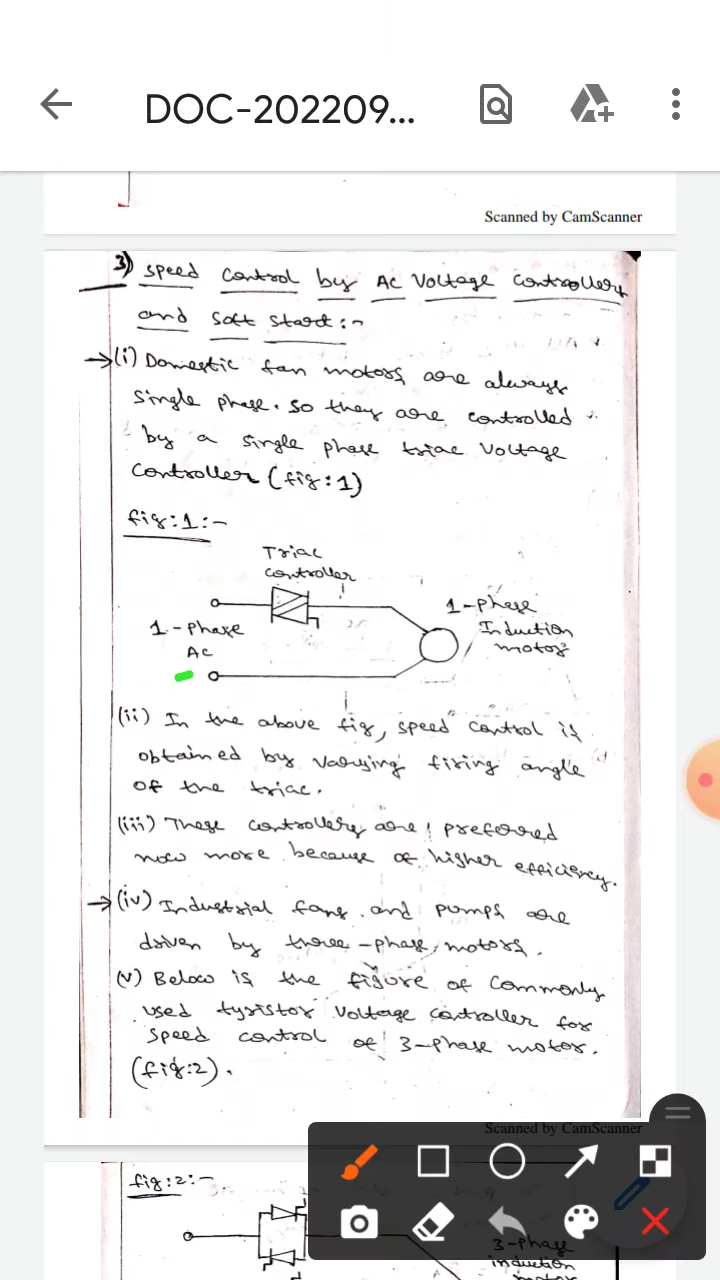 DOC-202209...
Scanned by CamScanner
3) Speed Control by AC Voltage Controllers
and Soft Start:-
→(i) Domestic fan motors are always
single phase. So they are controlled
by a single phase triac voltage
controller (fig:1)
fig:1:-
Triac
controller
1-phase
AC
1-phase
Induction
motor
(ii) In the above fig, speed control is
obtained by varying firing angle
of the triac.
(iii) These controllers are preferred
now more because of higher efficiency.
→(iv) Industrial fans and pumps are
driven by three-phase motors.
(v) Below is the figure of commonly
used tyristor voltage controller for
speed control of 3-phase motor.
(fig:2).
Scanned by CamScanner
fig:2:-
3-phase
induction